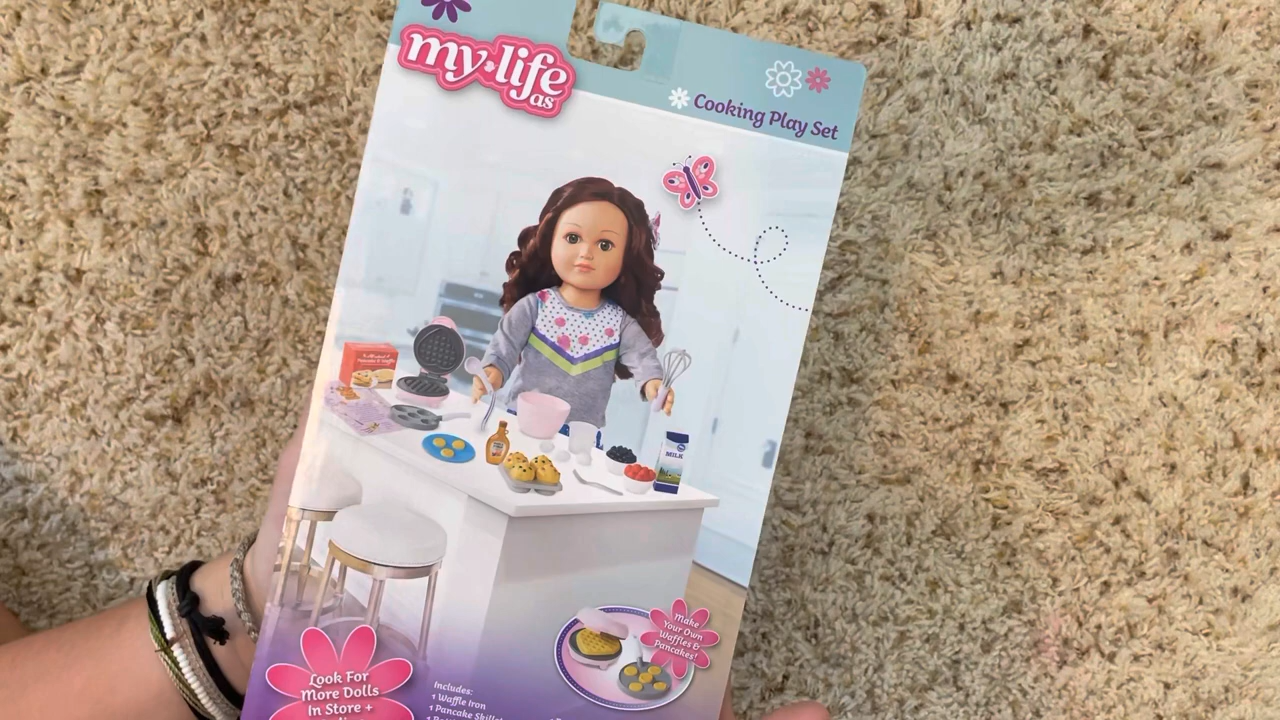 my life
as
Cooking Play Set
MILK
Make
Your Own
Waffles &
Pancakes!
Look For
More Dolls
In Store +
Includes:
1 Waffle Iron
1 Pancake Skillet